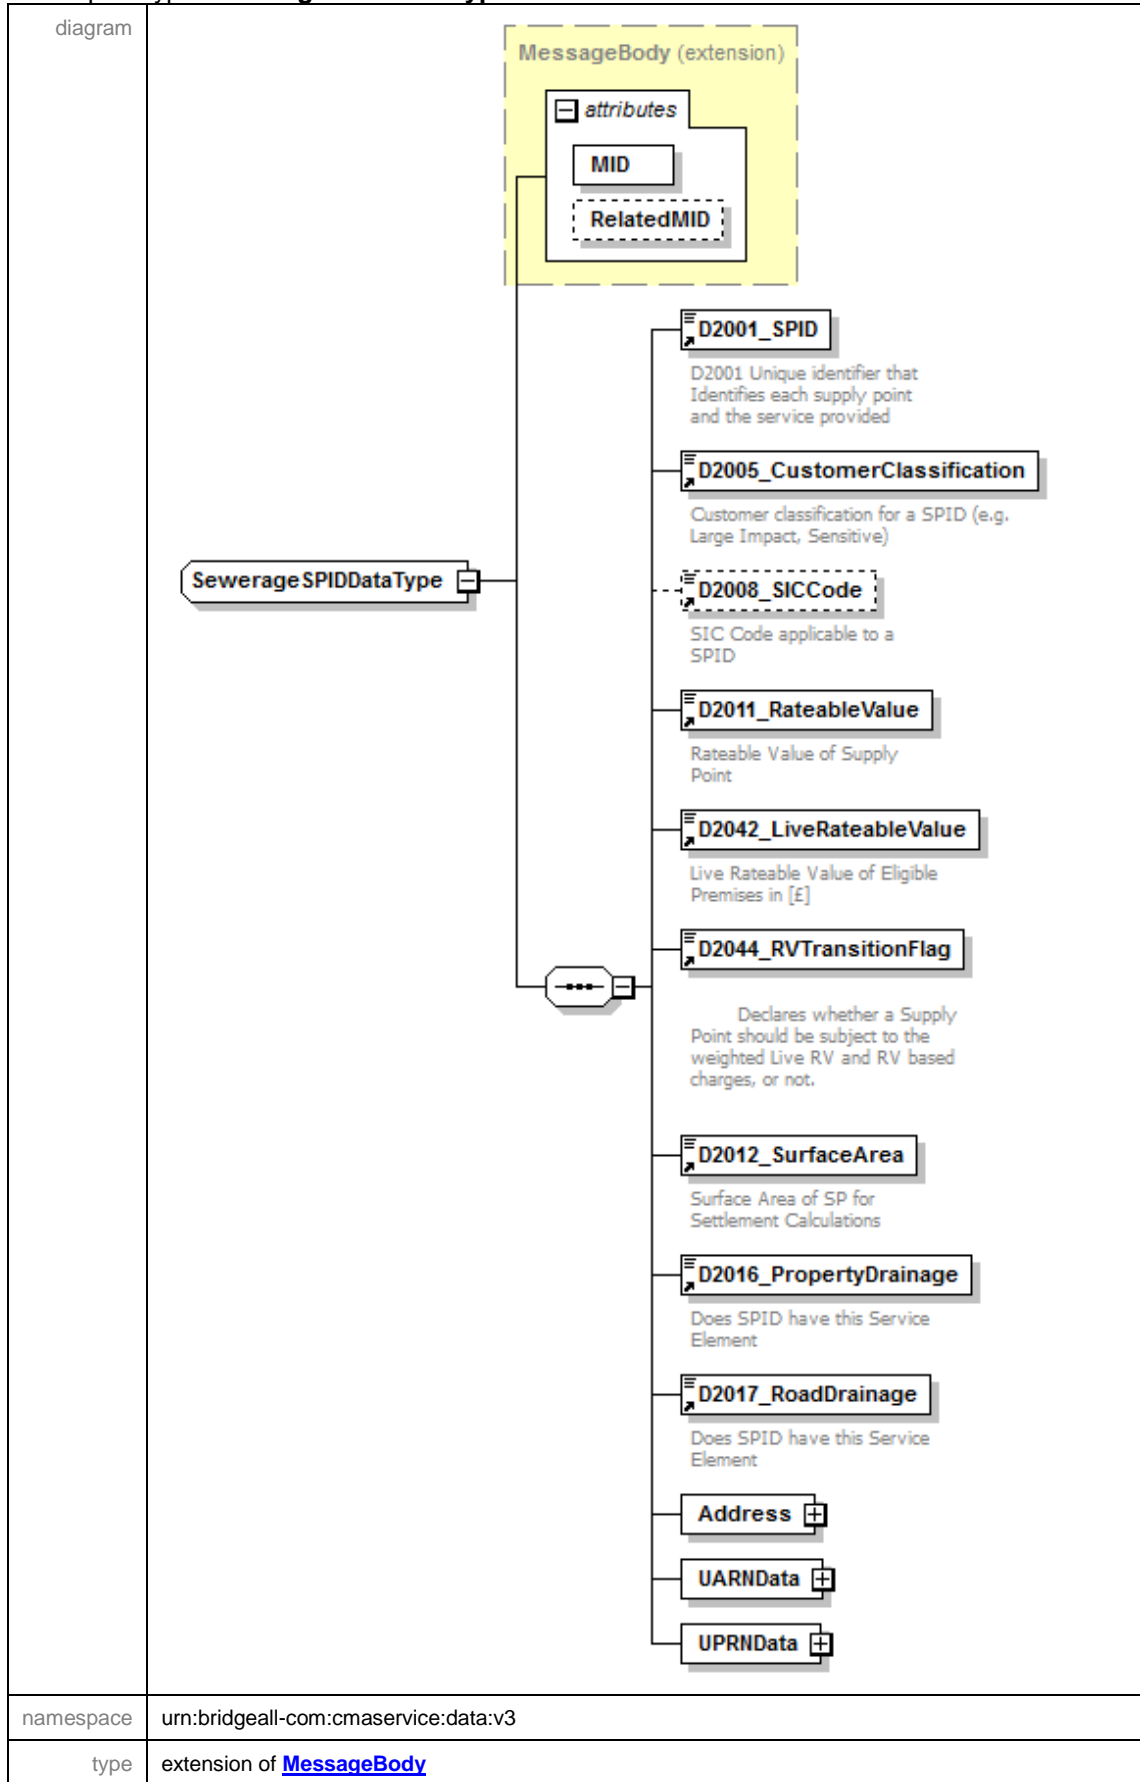 diagram
MessageBody (extension)
attributes
MID
RelatedMID
D2001_SPID
D2001 Unique identifier that
Identifies each supply point
and the service provided
D2005_CustomerClassification
Customer classification for a SPID (e.g.
Large Impact, Sensitive)
SewerageSPIDDataType
D2008_SICCode
SIC Code applicable to a
SPID
D2011_RateableValue
Rateable Value of Supply
Point
D2042_LiveRateableValue
Live Rateable Value of Eligible
Premises in [£]
D2044_RVTransitionFlag
Declares whether a Supply
Point should be subject to the
weighted Live RV and RV based
charges, or not.
D2012_SurfaceArea
Surface Area of SP for
Settlement Calculations
D2016_PropertyDrainage
Does SPID have this Service
Element
D2017_RoadDrainage
Does SPID have this Service
Element
Address
UARNData
UPRNData
namespace urn:bridgeall-com:cmaservice:data:v3
type extension of MessageBody